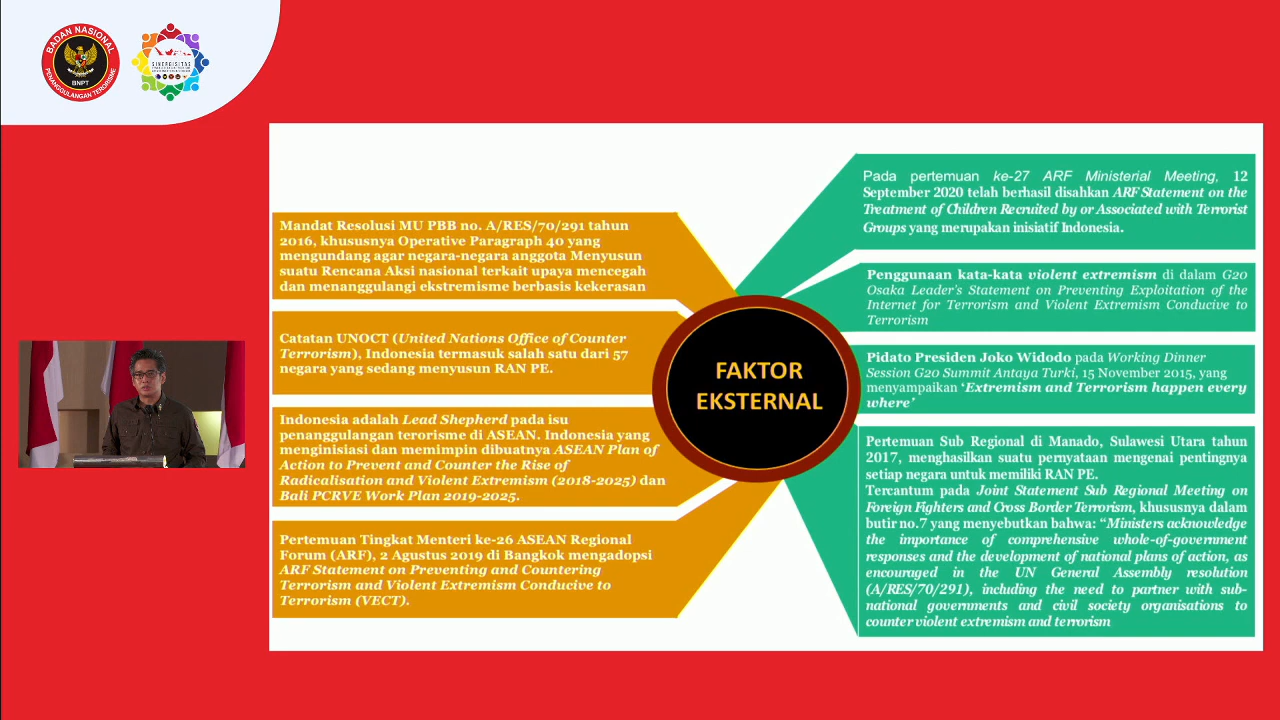 BADAN NASIONAL
BNPT
PENANGGULANGAN TERORISME
SINERGISITAS
Mandat Resolusi MU PBB no. A/RES/70/291 tahun
2016, khususnya Operative Paragraph 40 yang
mengundang agar negara-negara anggota Menyusun
suatu Rencana Aksi nasional terkait upaya mencegah
dan menanggulangi ekstremisme berbasis kekerasan
Catatan UNOCT (United Nations Office of Counter
Terrorism), Indonesia termasuk salah satu dari 57
negara yang sedang menyusun RAN PE.
Indonesia adalah Lead Shepherd pada isu
penanggulangan terorisme di ASEAN. Indonesia yang
menginisiasi dan memimpin dibuatnya ASEAN Plan of
Action to Prevent and Counter the Rise of
Radicalisation and Violent Extremism (2018-2025) dan
Bali PCRVE Work Plan 2019-2025.
Pertemuan Tingkat Menteri ke-26 ASEAN Regional
Forum (ARF), 2 Agustus 2019 di Bangkok mengadopsi
ARF Statement on Preventing and Countering
Terrorism and Violent Extremism Conducive to
Terrorism (VECT).
FAKTOR
EKSTERNAL
Pada pertemuan ke-27 ARF Ministerial Meeting, 12
September 2020 telah berhasil disahkan ARF Statement on the
Treatment of Children Recruited by or Associated with Terrorist
Groups yang merupakan inisiatif Indonesia.
Penggunaan kata-kata violent extremism di dalam G20
Osaka Leader's Statement on Preventing Exploitation of the
Internet for Terrorism and Violent Extremism Conducive to
Terrorism
Pidato Presiden Joko Widodo pada Working Dinner
Session G20 Summit Antaya Turki, 15 November 2015, yang
menyampaikan ‘Extremism and Terrorism happen every
where’
Pertemuan Sub Regional di Manado, Sulawesi Utara tahun
2017, menghasilkan suatu pernyataan mengenai pentingnya
setiap negara untuk memiliki RAN PE.
Tercantum pada Joint Statement Sub Regional Meeting on
Foreign Fighters and Cross Border Terrorism, khususnya dalam
butir no.7 yang menyebutkan bahwa: “Ministers acknowledge
the importance of comprehensive whole-of-government
responses and the development of national plans of action, as
encouraged in the UN General Assembly resolution
(A/RES/70/291), including the need to partner with sub-
national governments and civil society organisations to
counter violent extremism and terrorism